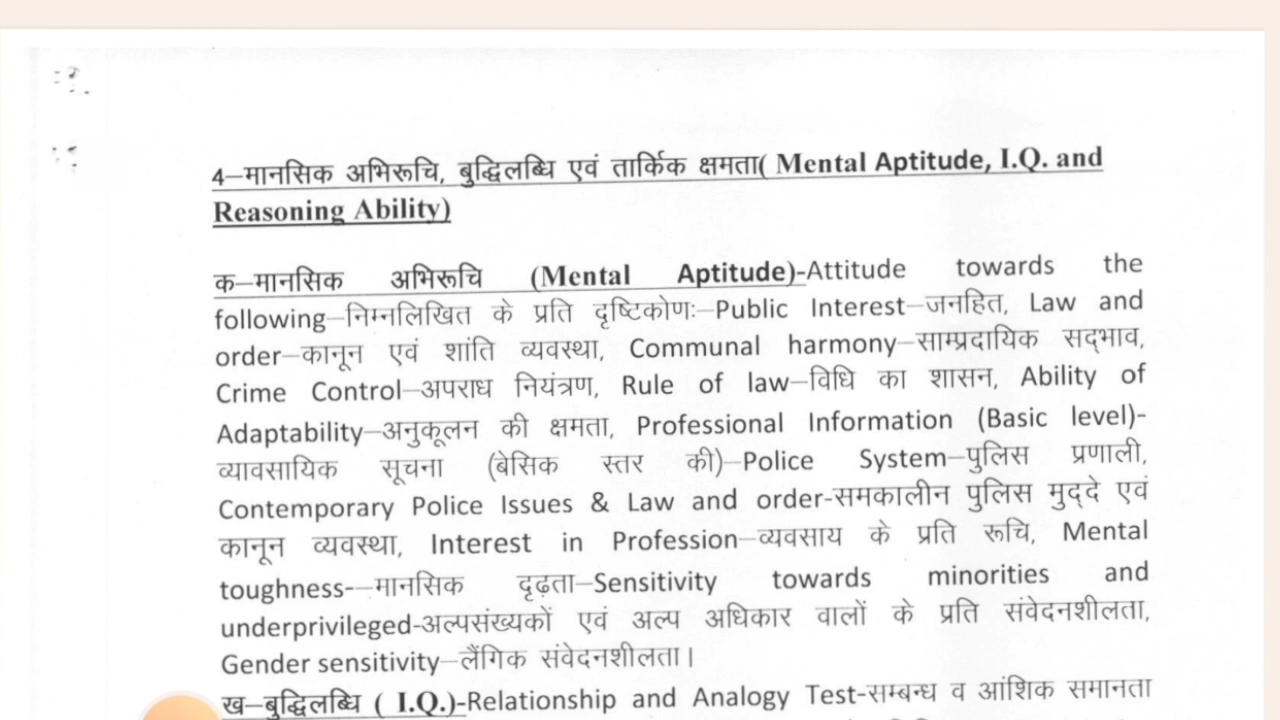 4—मानसिक अभिरूचि, बुद्धिलब्धि एवं तार्किक क्षमता( Mental Aptitude, I.Q. and
Reasoning Ability)
क—मानसिक अभिरूचि (Mental Aptitude)-Attitude towards the
following—निम्नलिखित के प्रति दृष्टिकोणः—Public Interest—जनहित, Law and
order—कानून एवं शांति व्यवस्था, Communal harmony—साम्प्रदायिक सद्भाव,
Crime Control—अपराध नियंत्रण, Rule of law—विधि का शासन, Ability of
Adaptability—अनुकूलन की क्षमता, Professional Information (Basic level)-
व्यावसायिक सूचना (बेसिक स्तर की)—Police System—पुलिस प्रणाली,
Contemporary Police Issues & Law and order-समकालीन पुलिस मुद्दे एवं
कानून व्यवस्था, Interest in Profession—व्यवसाय के प्रति रूचि, Mental
toughness-—मानसिक दृढ़ता—Sensitivity towards minorities and
underprivileged-अल्पसंख्यकों एवं अल्प अधिकार वालों के प्रति संवेदनशीलता,
Gender sensitivity—लैंगिक संवेदनशीलता।
ख—बुद्धिलब्धि ( I.Q.)-Relationship and Analogy Test-सम्बन्ध व आंशिक समानता